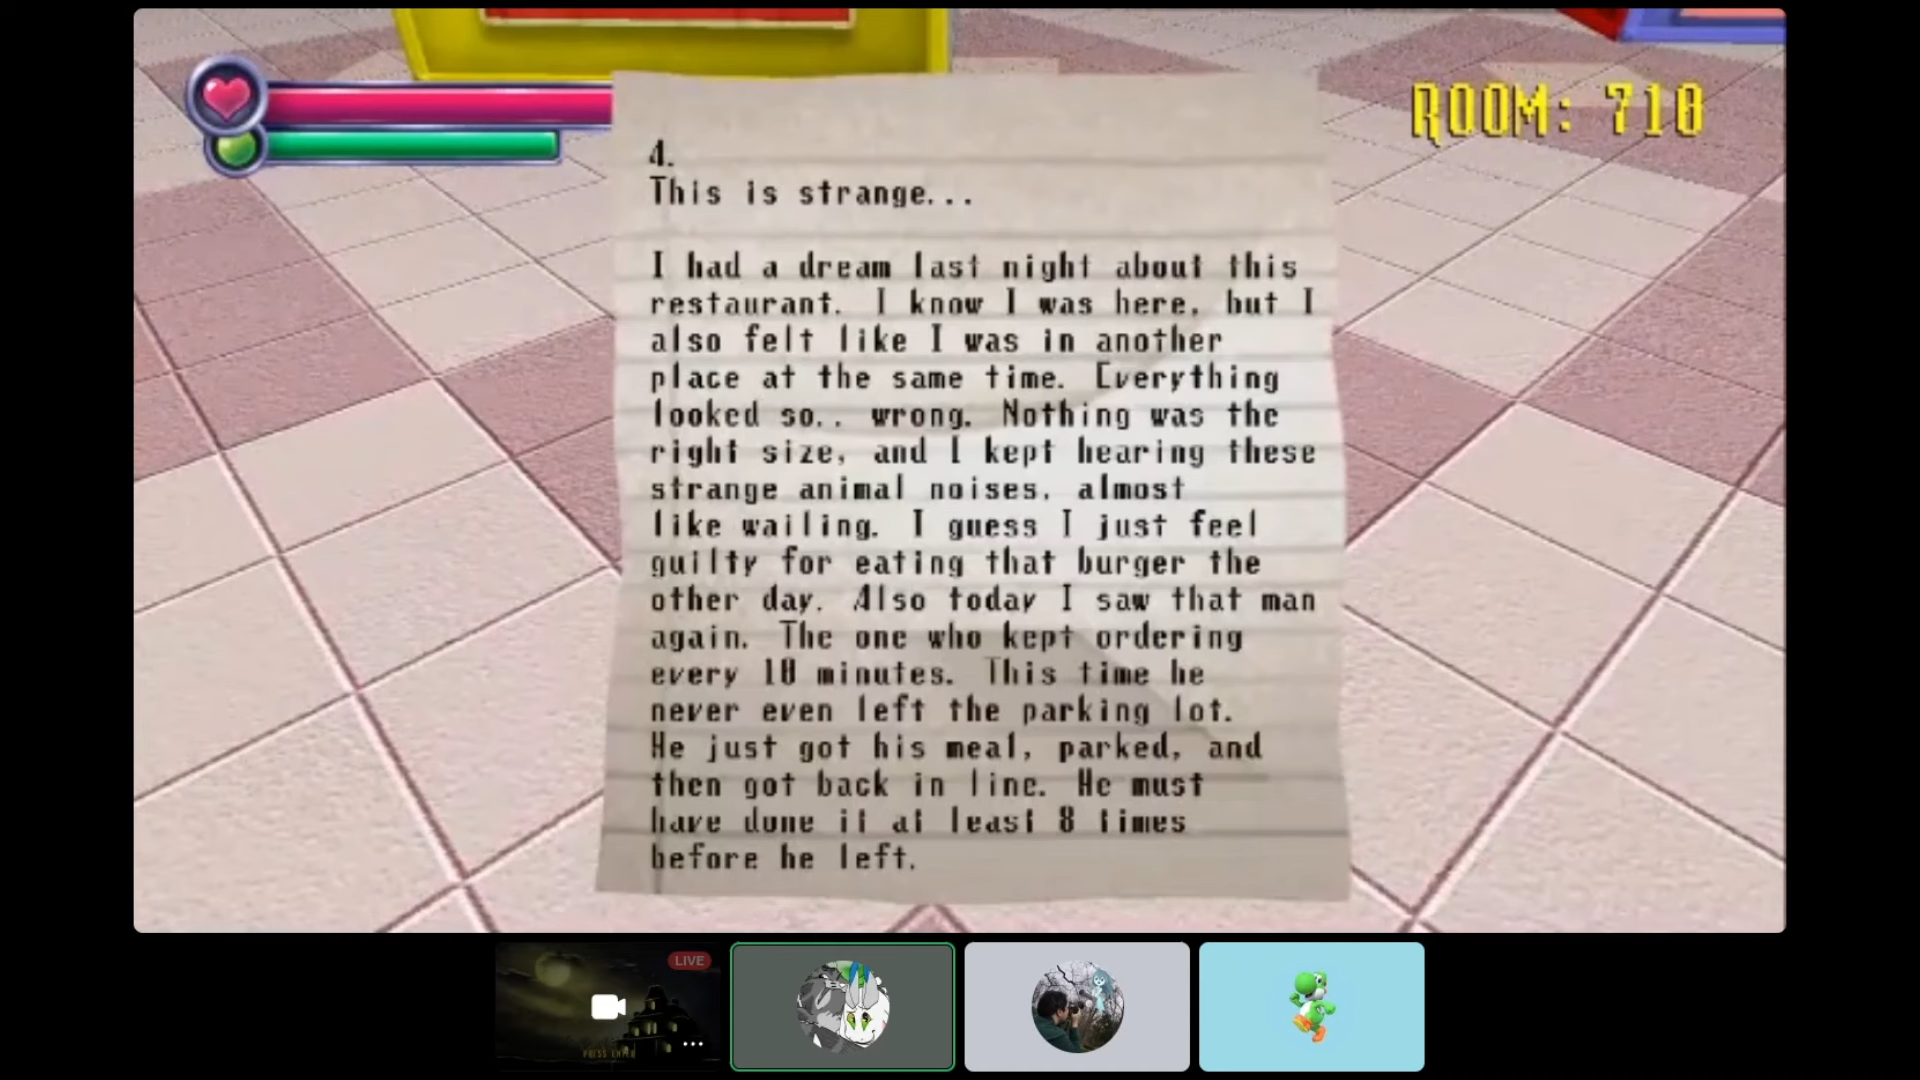 ROOM: 710
4.
This is strange...
I had a dream last night about this
restaurant. I know I was here, but I
also felt like I was in another
place at the same time. Everything
looked so.. wrong. Nothing was the
right size, and I kept hearing these
strange animal noises, almost
like wailing. I guess I just feel
guilty for eating that burger the
other day. Also today I saw that man
again. The one who kept ordering
every 10 minutes. This time he
never even left the parking lot.
He just got his meal, parked, and
then got back in line. He must
have done it at least 8 times
before he left.
LIVE
PRESS ENTER